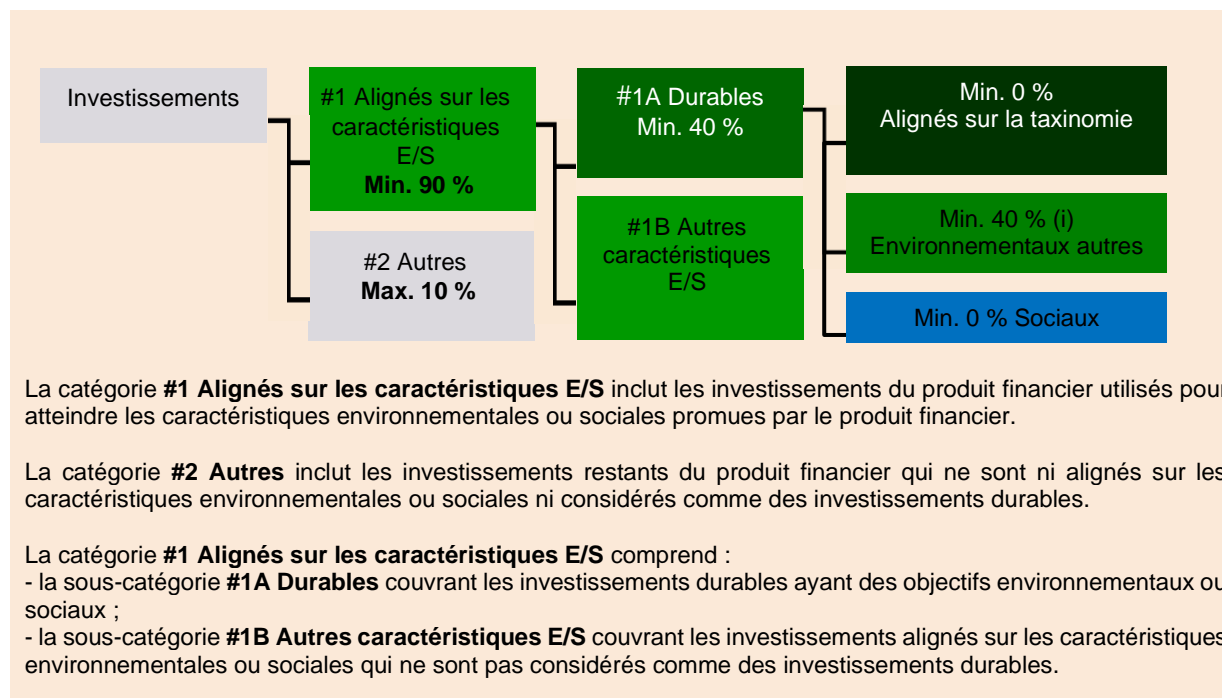 Investissements
#1 Alignés sur les
caractéristiques
E/S
Min. 90 %
#2 Autres
Max. 10 %
#1A Durables
Min. 40 %
#1B Autres
caractéristiques
E/S
Min. 0 %
Alignés sur la taxinomie
Min. 40 % (i)
Environnementaux autres
Min. 0 % Sociaux
La catégorie #1 Alignés sur les caractéristiques E/S inclut les investissements du produit financier utilisés pour
atteindre les caractéristiques environnementales ou sociales promues par le produit financier.
La catégorie #2 Autres inclut les investissements restants du produit financier qui ne sont ni alignés sur les
caractéristiques environnementales ou sociales ni considérés comme des investissements durables.
La catégorie #1 Alignés sur les caractéristiques E/S comprend :
- la sous-catégorie #1A Durables couvrant les investissements durables ayant des objectifs environnementaux ou
sociaux ;
- la sous-catégorie #1B Autres caractéristiques E/S couvrant les investissements alignés sur les caractéristiques
environnementales ou sociales qui ne sont pas considérés comme des investissements durables.